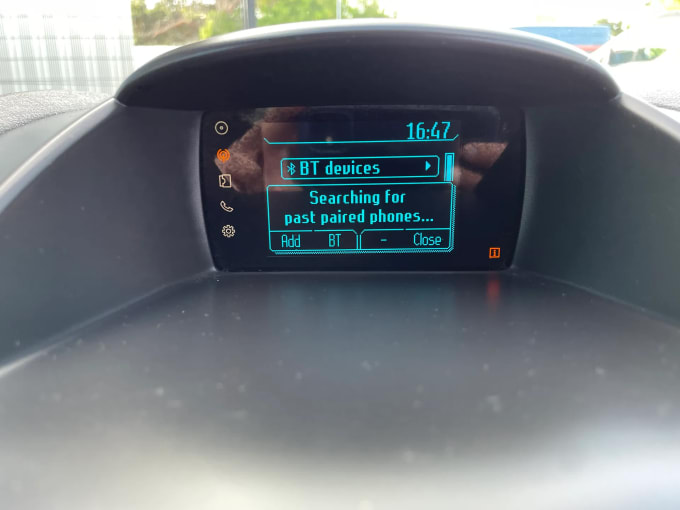 16:47
BT devices
Searching for
past paired phones...
Add BT - Close